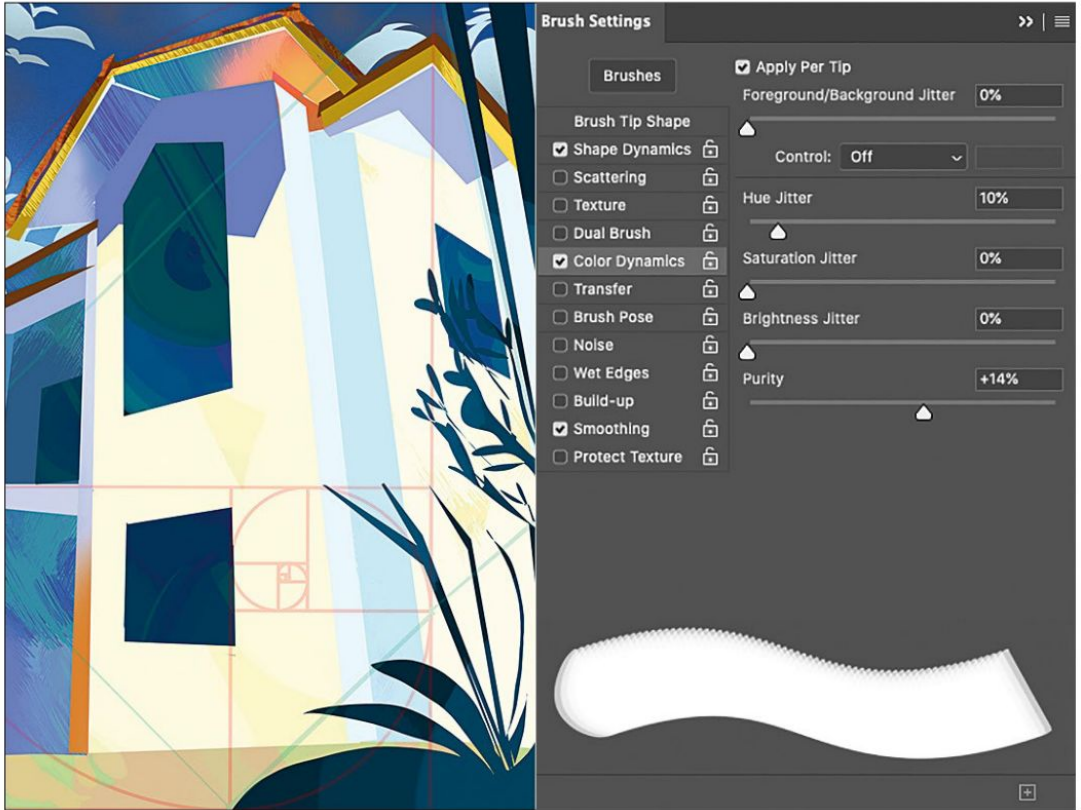 Brush Settings
Brushes
Brush Tip Shape
Shape Dynamics
Scattering
Texture
Dual Brush
Color Dynamics
Transfer
Brush Pose
Noise
Wet Edges
Build-up
Smoothing
Protect Texture
Apply Per Tip
Foreground/Background Jitter 0%
Control: Off
Hue Jitter 10%
Saturation Jitter 0%
Brightness Jitter 0%
Purity +14%